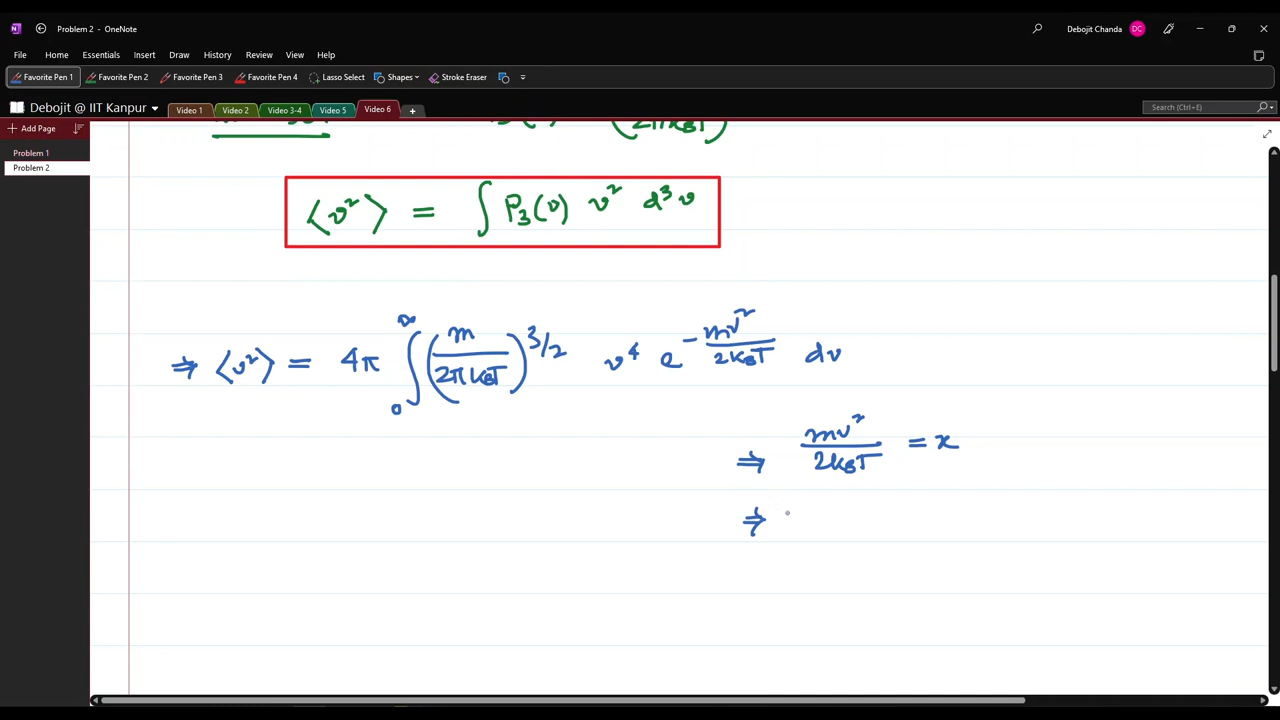 Problem 2 - OneNote
Debojit Chanda DC
File Home Essentials Insert Draw History Review View Help
Favorite Pen 1 Favorite Pen 2 Favorite Pen 3 Favorite Pen 4 Lasso Select Shapes Stroke Eraser
Debojit @ IIT Kanpur Video 1 Video 2 Video 3-4 Video 5 Video 6 Search (Ctrl+E)
Add Page
Problem 1
Problem 2
⟨v²⟩ = ∫ P₃(v) v² d³v
⇒ ⟨v²⟩ = 4π ∫₀^∞ (m/2πk_BT)^{3/2} v⁴ e^{-mv²/2k_BT} dv
⇒ mv²/2k_BT = x
⇒